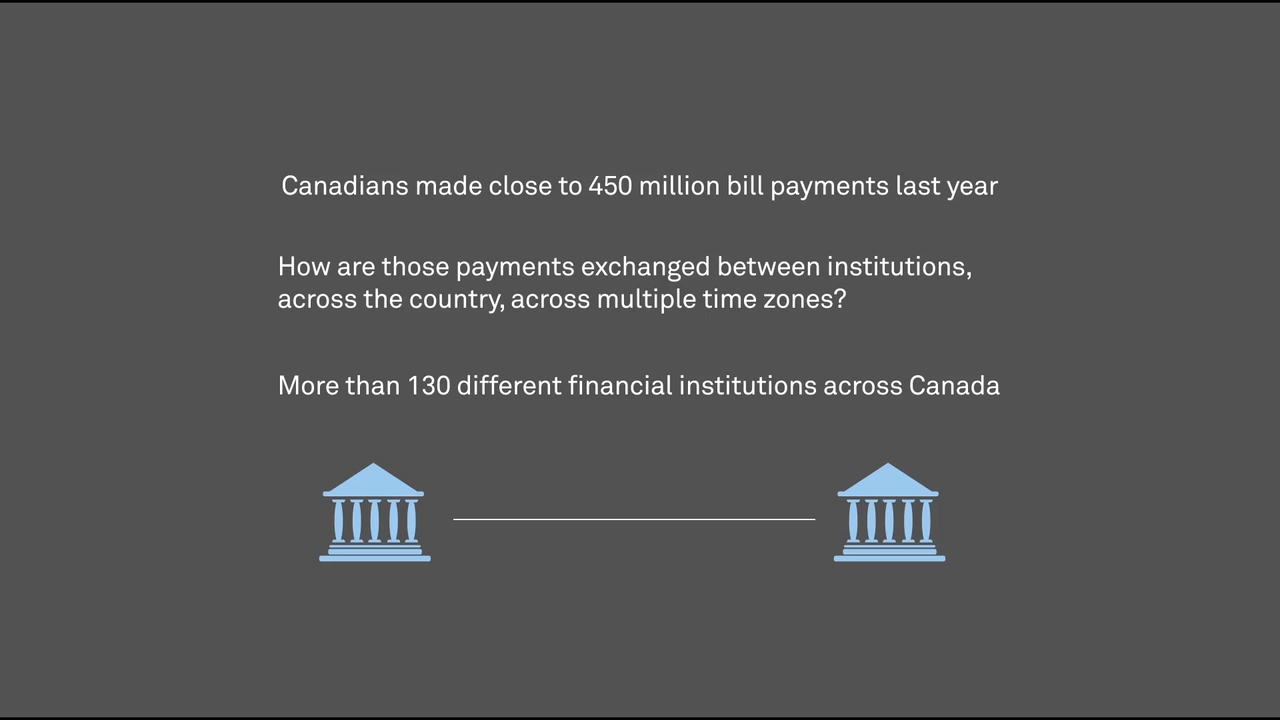 Canadians made close to 450 million bill payments last year
How are those payments exchanged between institutions,
across the country, across multiple time zones?
More than 130 different financial institutions across Canada